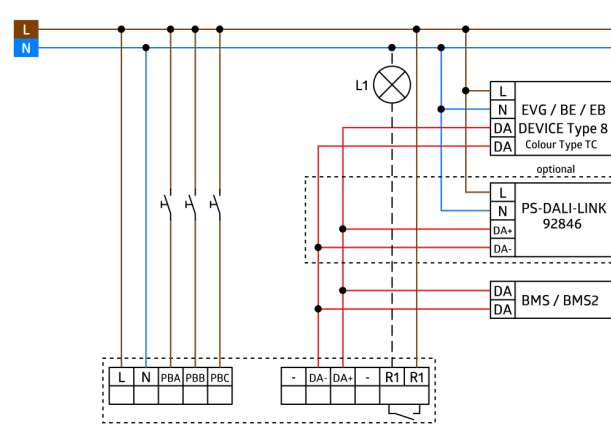 L
N
L1
L
N EVG / BE / EB
DA DEVICE Type 8
DA Colour Type TC
optional
L
N PS-DALI-LINK
92846
DA+
DA-
DA
DA BMS / BMS2
L N PBA PBB PBC - DA- DA+ - R1 R1